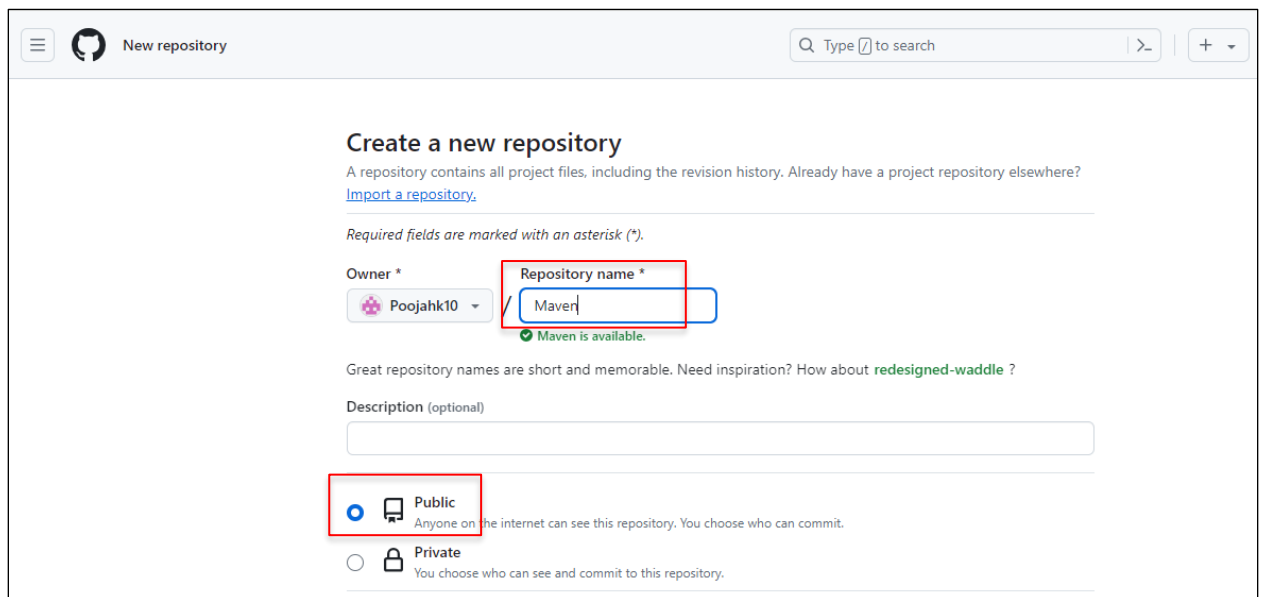 New repository
Type / to search
Create a new repository
A repository contains all project files, including the revision history. Already have a project repository elsewhere?
Import a repository.
Required fields are marked with an asterisk (*).
Owner * Repository name *
Poojahk10 / Maven
Maven is available.
Great repository names are short and memorable. Need inspiration? How about redesigned-waddle ?
Description (optional)
Public
Anyone on the internet can see this repository. You choose who can commit.
Private
You choose who can see and commit to this repository.